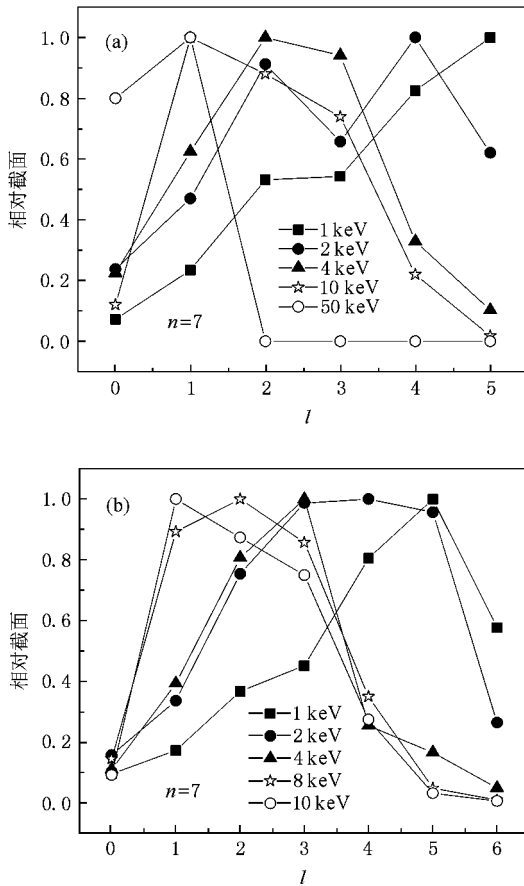 (a)
1.0
0.8
0.6
0.4
0.2
0.0
相对截面
1 keV
2 keV
4 keV
10 keV
50 keV
n=7
0 1 2 3 4 5
l
(b)
1.0
0.8
0.6
0.4
0.2
0.0
相对截面
1 keV
2 keV
4 keV
8 keV
10 keV
n=7
0 1 2 3 4 5 6
l